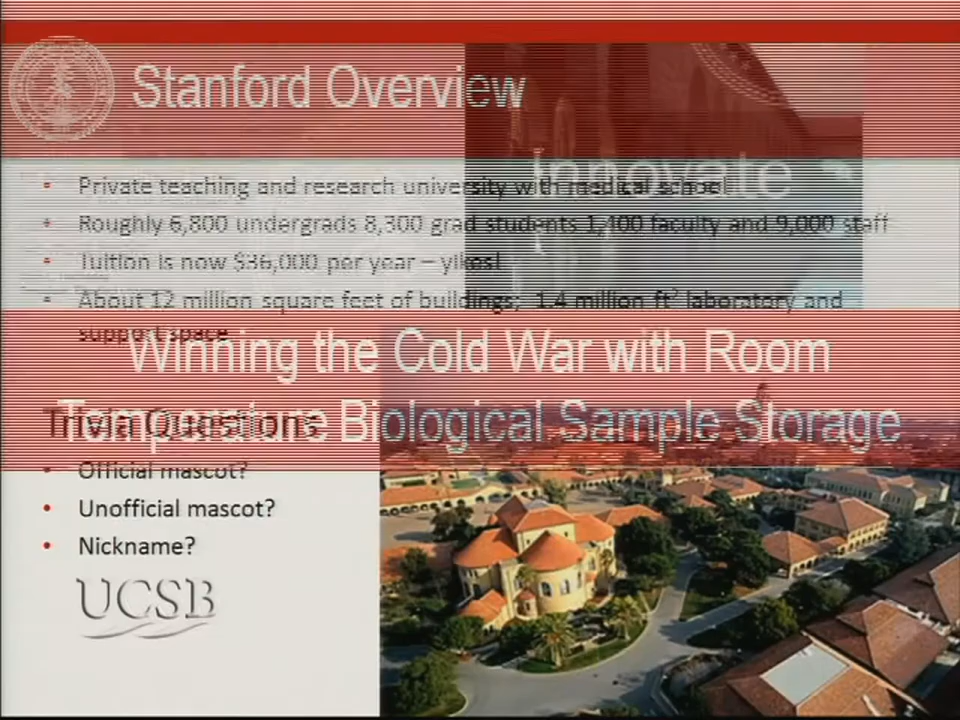 Stanford Overview
Innovate
• Private teaching and research university with medical school
• Roughly 6,800 undergrads 8,300 grad students 1,400 faculty and 9,000 staff
• Tuition is now $36,000 per year – yikes!
• About 12 million square feet of buildings; 1.4 million ft² laboratory and
support space
Winning the Cold War with Room
Temperature Biological Sample Storage
Trivia Questions
• Official mascot?
• Unofficial mascot?
• Nickname?
UCSB